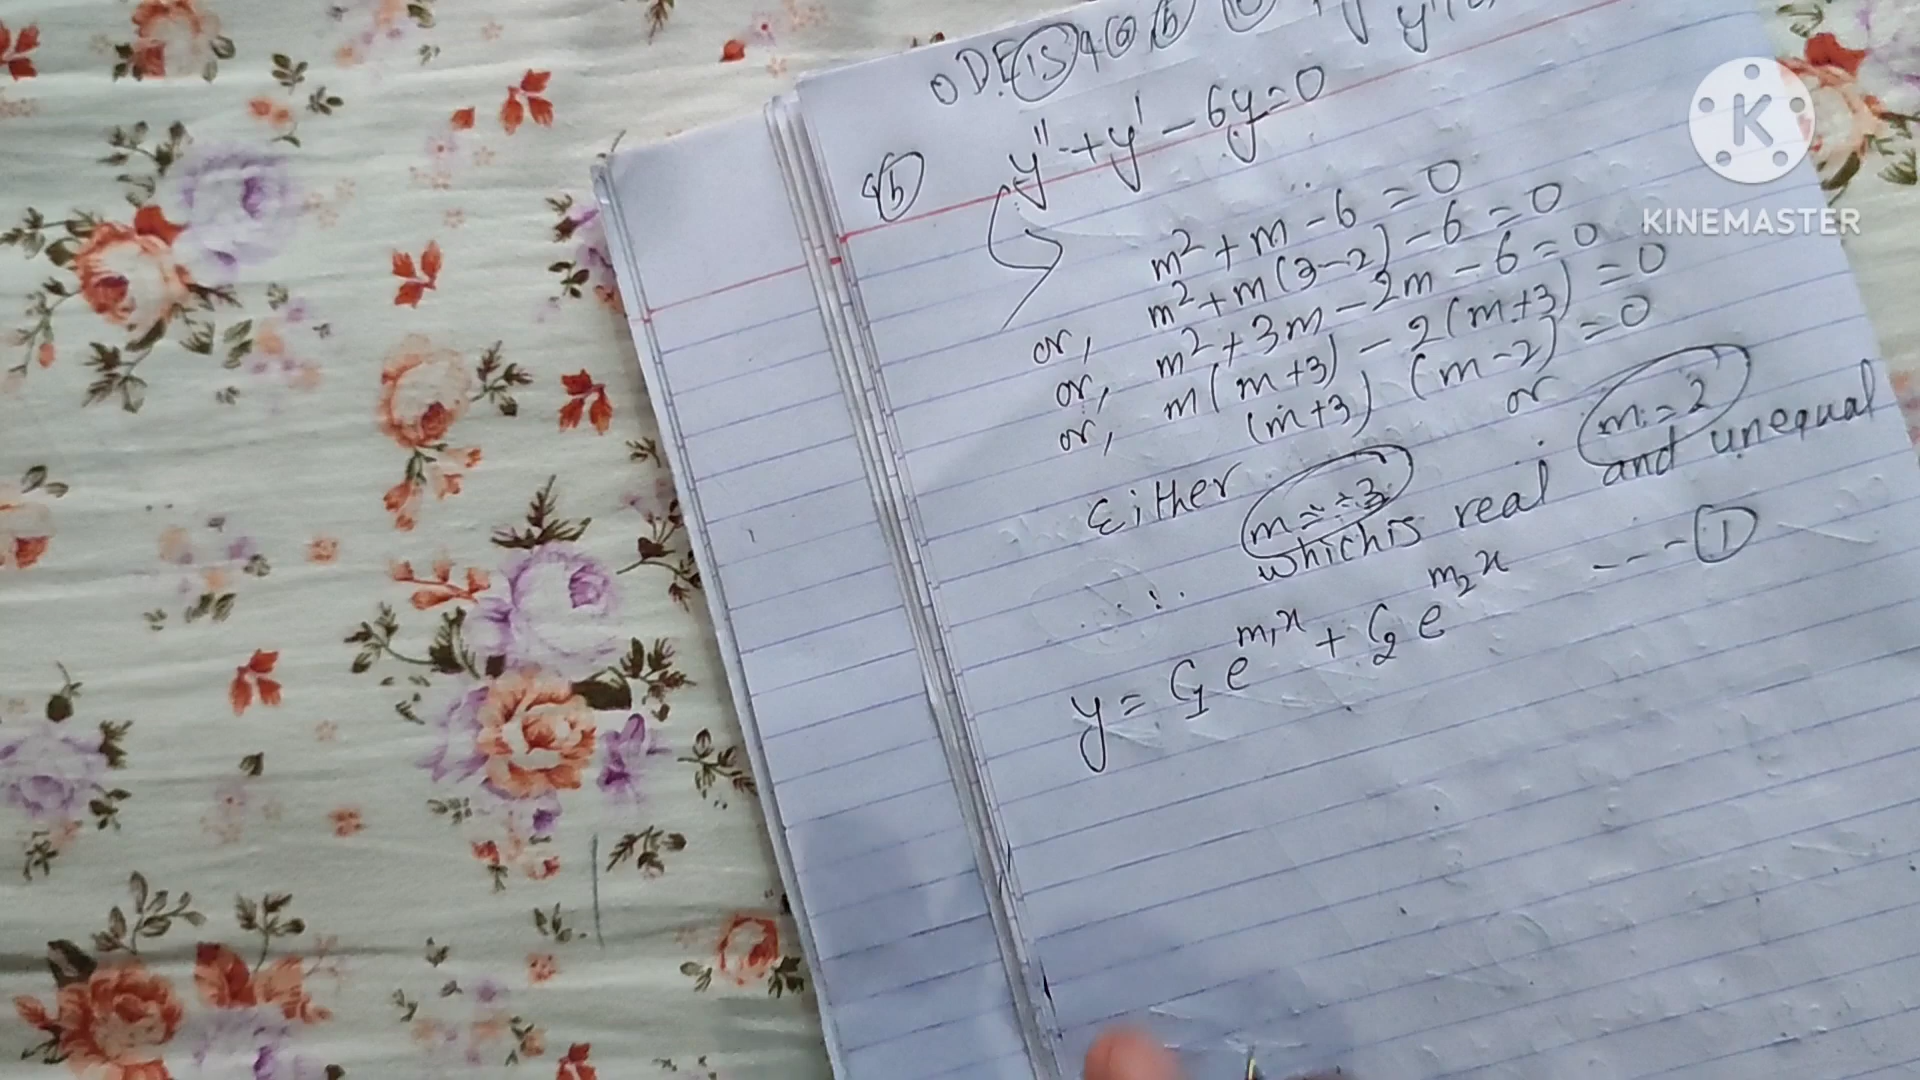 ODE (15) 4 (a) (b)
4(b) y'' + y' - 6y = 0
m² + m - 6 = 0
or, m² + m(3-2) - 6 = 0
or, m² + 3m - 2m - 6 = 0
or, m(m+3) - 2(m+3) = 0
(m+3) (m-2) = 0
Either m = -3 or m = 2
which is real and unequal
∴ y = C₁e^m₁x + C₂e^m₂x ---(1)
K
KINEMASTER